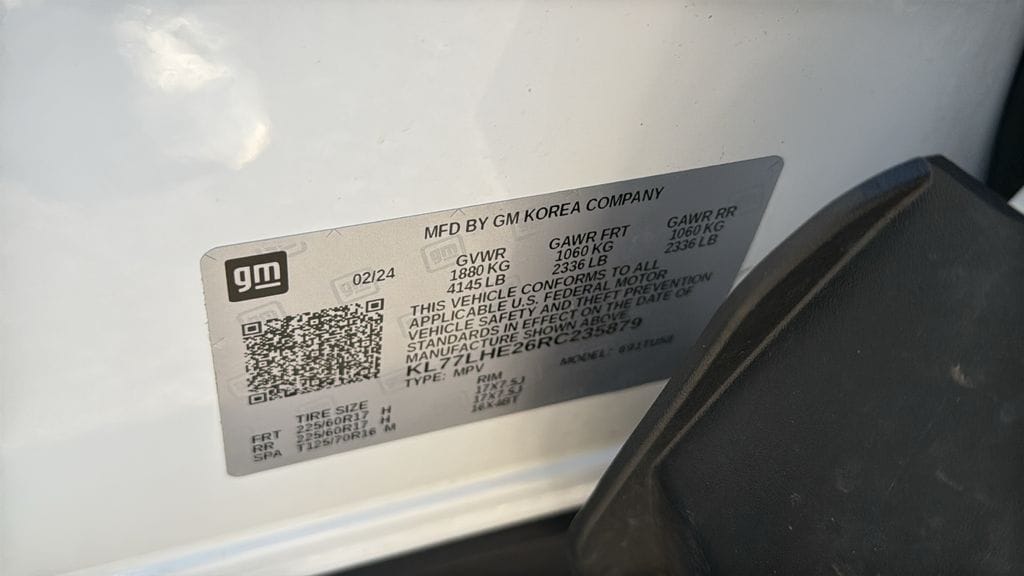 MFD BY GM KOREA COMPANY
gm
02/24
GVWR
1880 KG
4145 LB
GAWR FRT
1060 KG
2336 LB
GAWR RR
1060 KG
2336 LB
THIS VEHICLE CONFORMS TO ALL
APPLICABLE U.S. FEDERAL MOTOR
VEHICLE SAFETY AND THEFT PREVENTION
STANDARDS IN EFFECT ON THE DATE OF
MANUFACTURE SHOWN ABOVE
KL77LHE26RC235879
TYPE: MPV
MODEL:
TIRE SIZE RIM
FRT 225/60R17 H 17X7.5J
RR 225/60R17 H 17X7.5J
SPA T125/70R16 M 16X4BT